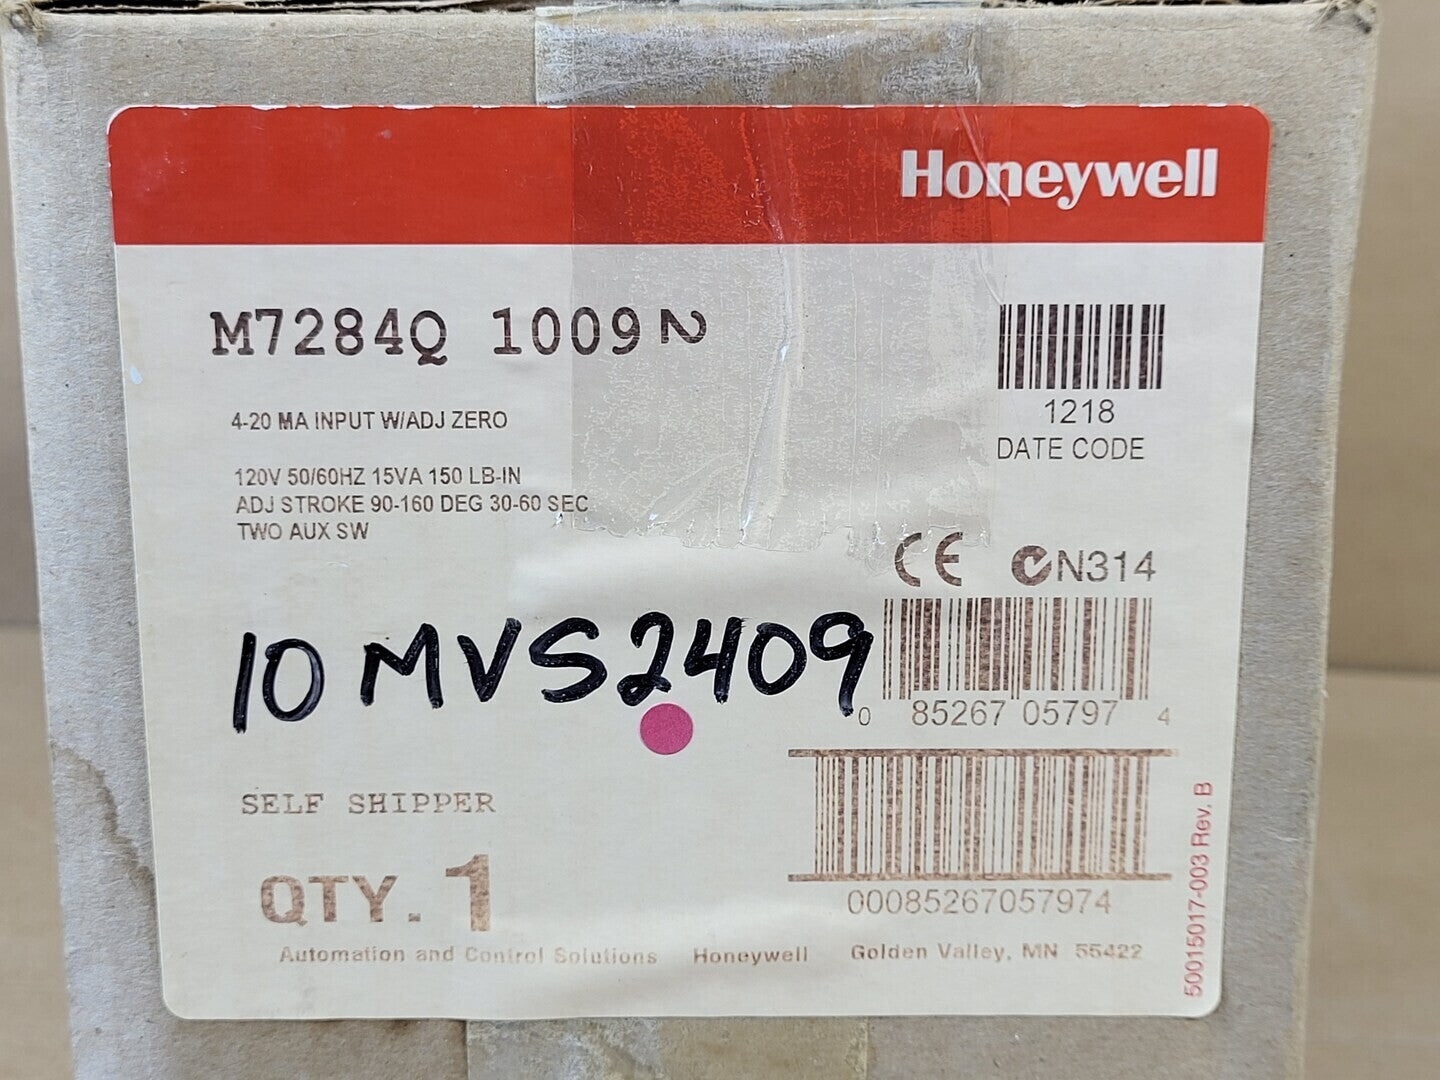 Honeywell
M7284Q 1009 2
4-20 MA INPUT W/ADJ ZERO
1218
DATE CODE
120V 50/60HZ 15VA 150 LB-IN
ADJ STROKE 90-160 DEG 30-60 SEC
TWO AUX SW
CE N314
10 MVS2409
0 85267 05797 4
SELF SHIPPER
QTY. 1
00085267057974
Automation and Control Solutions Honeywell Golden Valley, MN 55422
50015017-003 Rev. B